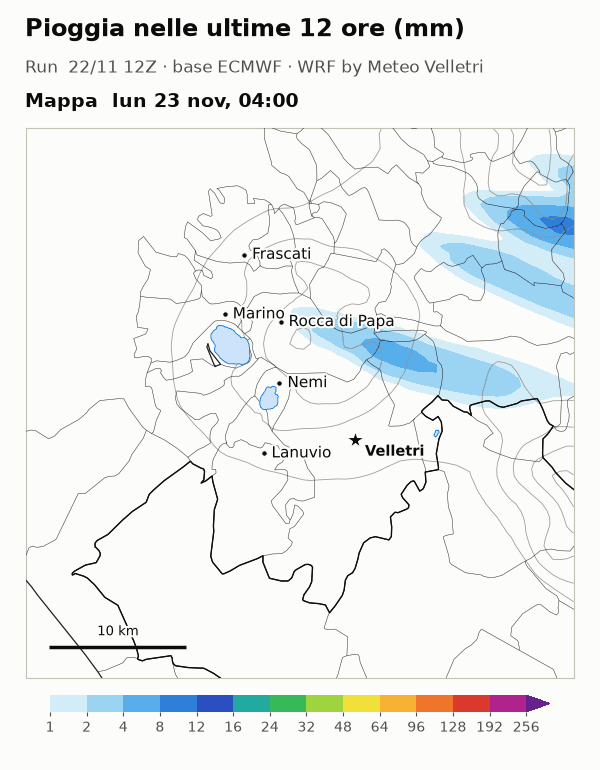 Pioggia nelle ultime 12 ore (mm)
Run  22/11 12Z · base ECMWF · WRF by Meteo Velletri
Mappa  lun 23 nov, 04:00
Frascati
Marino
Rocca di Papa
Nemi
Velletri
Lanuvio
10 km
1 2 4 8 12 16 24 32 48 64 96 128 192 256